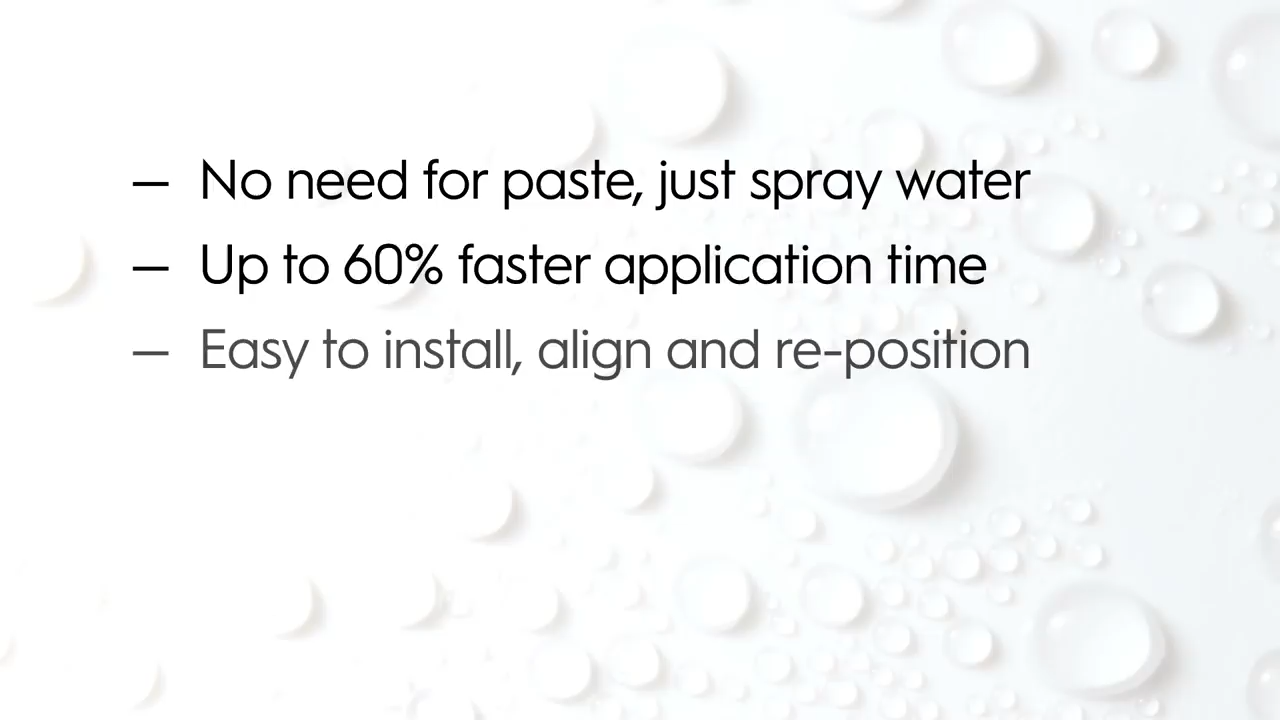 – No need for paste, just spray water
– Up to 60% faster application time
– Easy to install, align and re-position